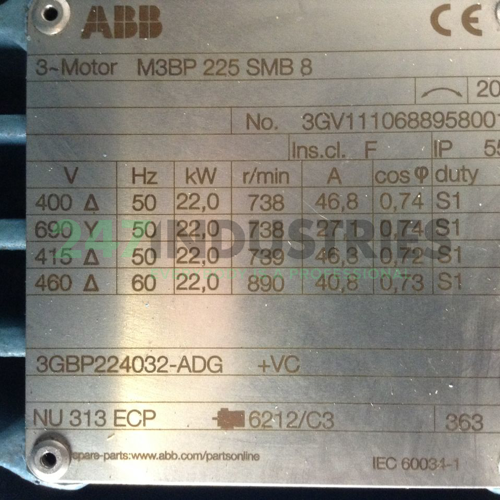 ABB CE
3~Motor M3BP 225 SMB 8
20
No. 3GV1110688958001
Ins.cl. F IP 55
V Hz kW r/min A cos φ duty
400 Δ 50 22,0 738 46,8 0,74 S1
690 Y 50 22,0 738 27,1 0,74 S1
415 Δ 50 22,0 739 46,3 0,72 S1
460 Δ 60 22,0 890 40,8 0,73 S1
247INDUSTRIES
3GBP224032-ADG +VC
NU 313 ECP 6212/C3 363
spare-parts:www.abb.com/partsonline IEC 60034-1